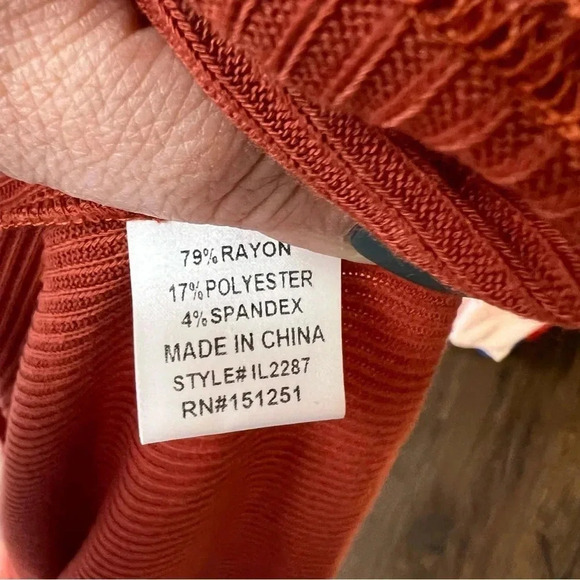 79% RAYON
17% POLYESTER
4% SPANDEX
MADE IN CHINA
STYLE# IL2287
RN#151251